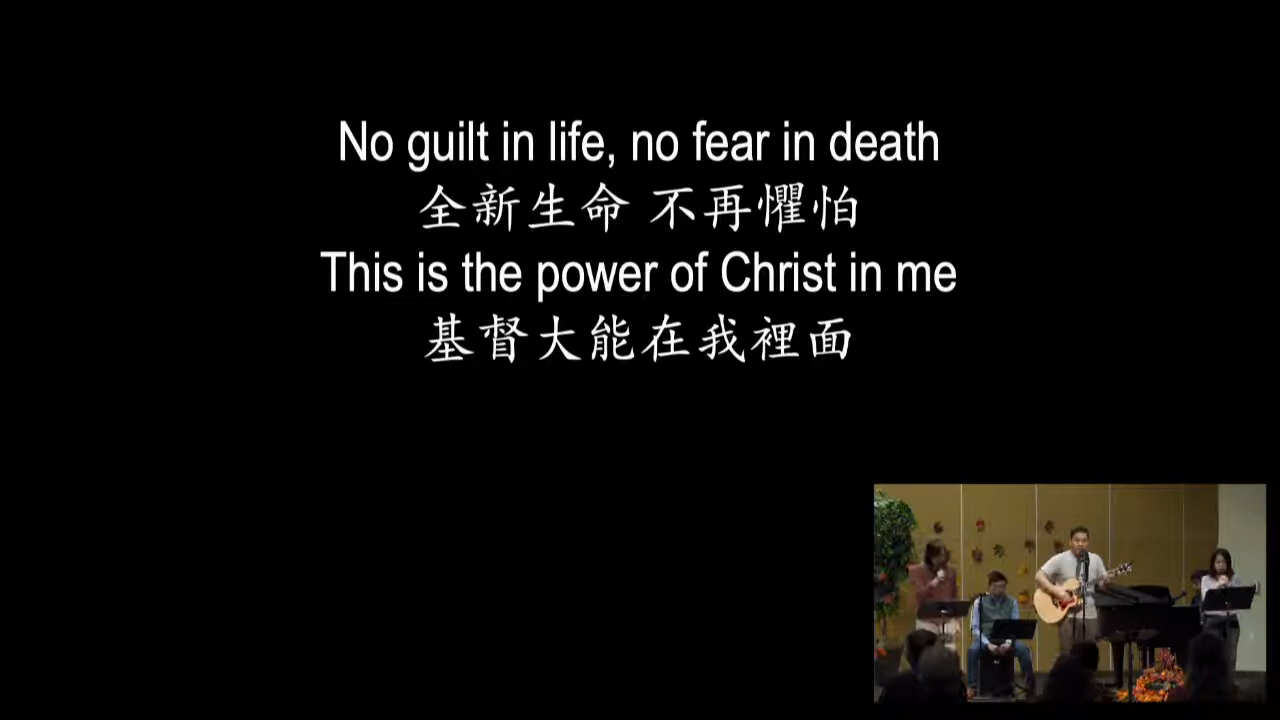 No guilt in life, no fear in death
全新生命 不再懼怕
This is the power of Christ in me
基督大能在我裡面